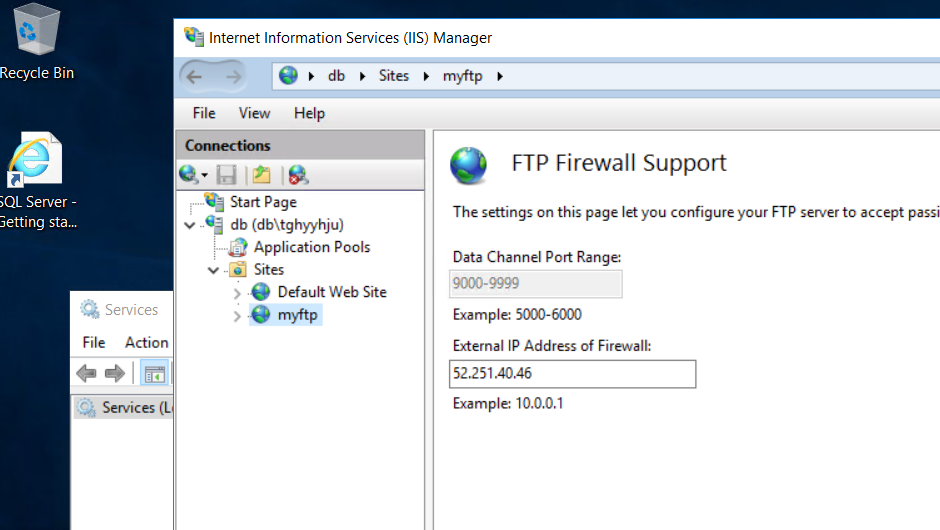 Recycle Bin
SQL Server -
Getting sta...
Internet Information Services (IIS) Manager
db Sites myftp
File View Help
Connections
Start Page
db (db\tghyyhju)
Application Pools
Sites
Default Web Site
myftp
FTP Firewall Support
The settings on this page let you configure your FTP server to accept passi
Data Channel Port Range:
9000-9999
Example: 5000-6000
External IP Address of Firewall:
52.251.40.46
Example: 10.0.0.1
Services
File Action
Services (L